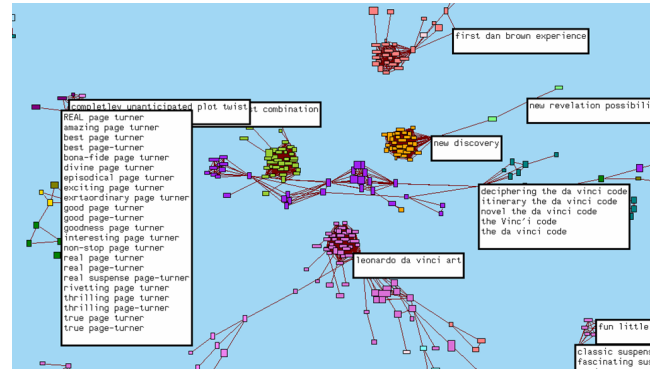 first dan brown experience
completley unanticipated plot twist
t combination
new revelation possibili
REAL page turner
amazing page turner
best page turner
best page-turner
bona-fide page turner
divine page turner
episodical page turner
exciting page turner
exrtaordinary page turner
good page turner
good page-turner
goodness page turner
interesting page turner
non-stop page turner
real page turner
real page-turner
real suspense page-turner
rivetting page turner
thrilling page turner
thrilling page-turner
true page turner
true page-turner
new discovery
deciphering the da vinci code
itinerary the da vinci code
novel the da vinci code
the Vinc'i code
the da vinci code
leonardo da vinci art
fun little
classic suspens
fascinating sus